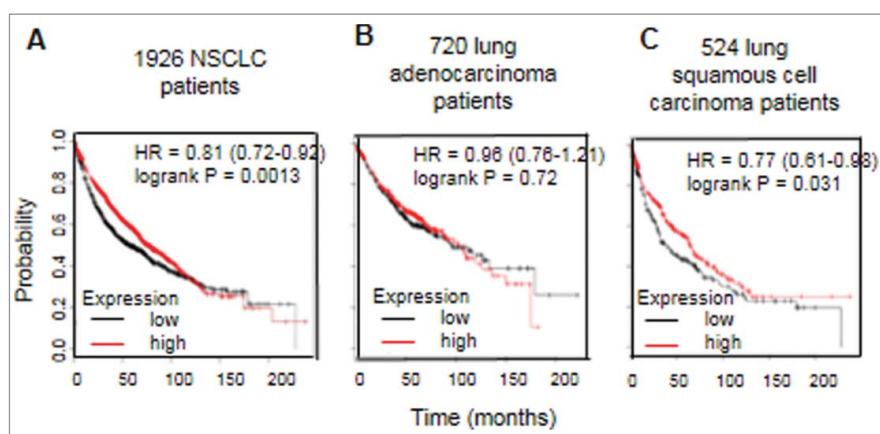 A
1926 NSCLC
patients
HR = 0.81 (0.72-0.92)
logrank P = 0.0013
Probability
0.0 0.2 0.4 0.6 0.8 1.0
Expression
low
high
0 50 100 150 200
B
720 lung
adenocarcinoma
patients
HR = 0.96 (0.76-1.21)
logrank P = 0.72
Expression
low
high
0 50 100 150 200
C
524 lung
squamous cell
carcinoma patients
HR = 0.77 (0.61-0.98)
logrank P = 0.031
Expression
low
high
0 50 100 150 200
Time (months)